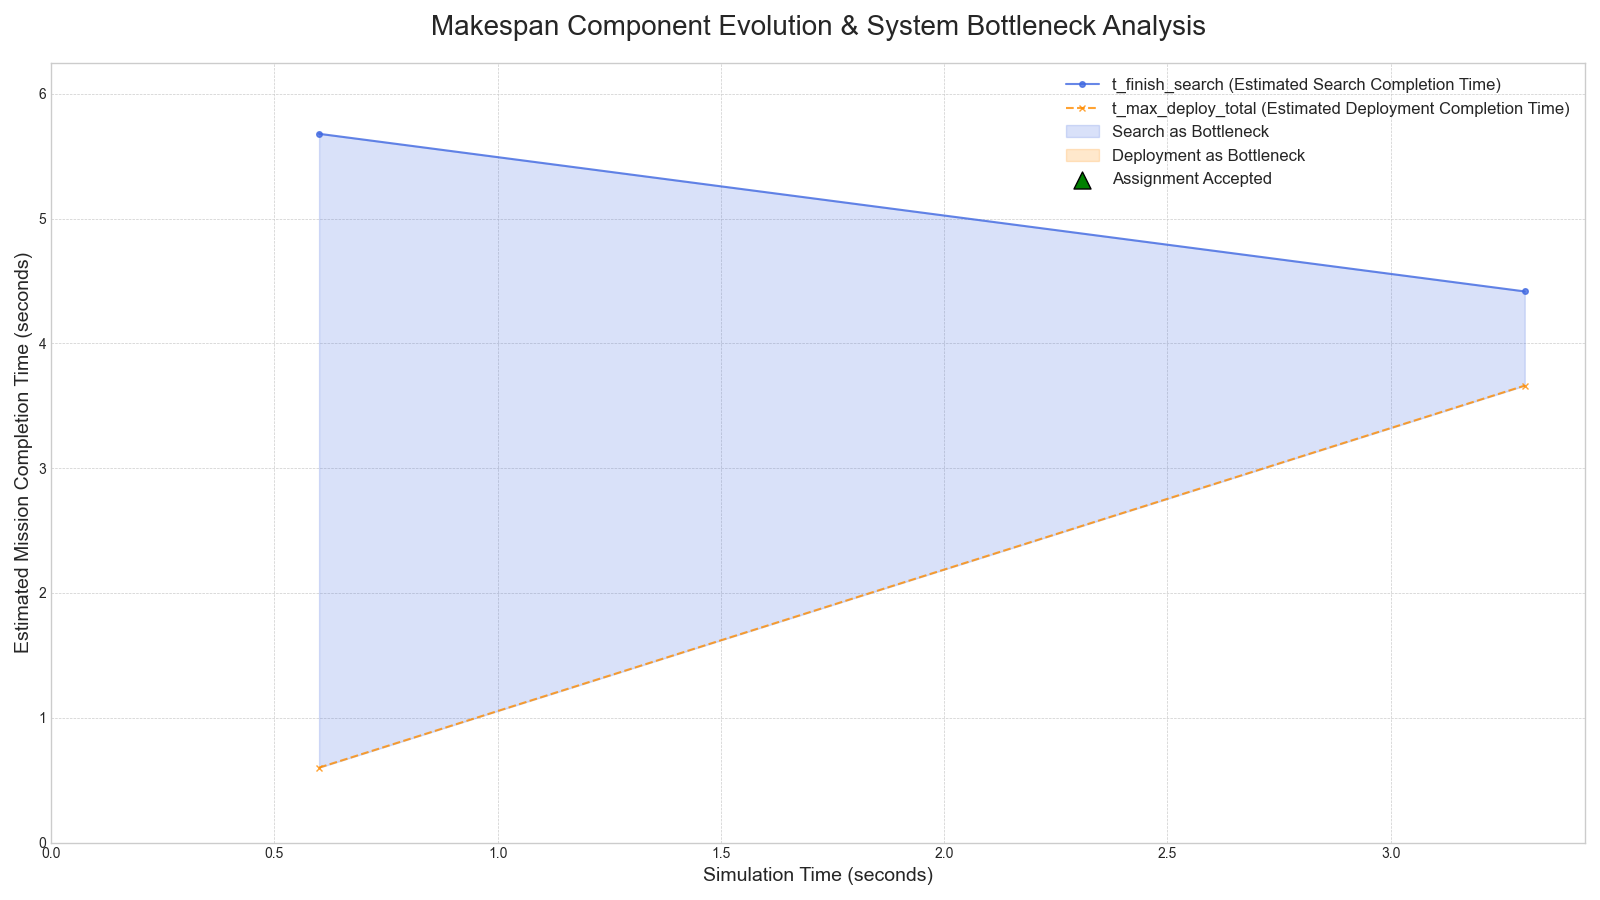 Makespan Component Evolution & System Bottleneck Analysis
t_finish_search (Estimated Search Completion Time)
t_max_deploy_total (Estimated Deployment Completion Time)
Search as Bottleneck
Deployment as Bottleneck
Assignment Accepted
Estimated Mission Completion Time (seconds)
6
5
4
3
2
1
0
0.0 0.5 1.0 1.5 2.0 2.5 3.0
Simulation Time (seconds)